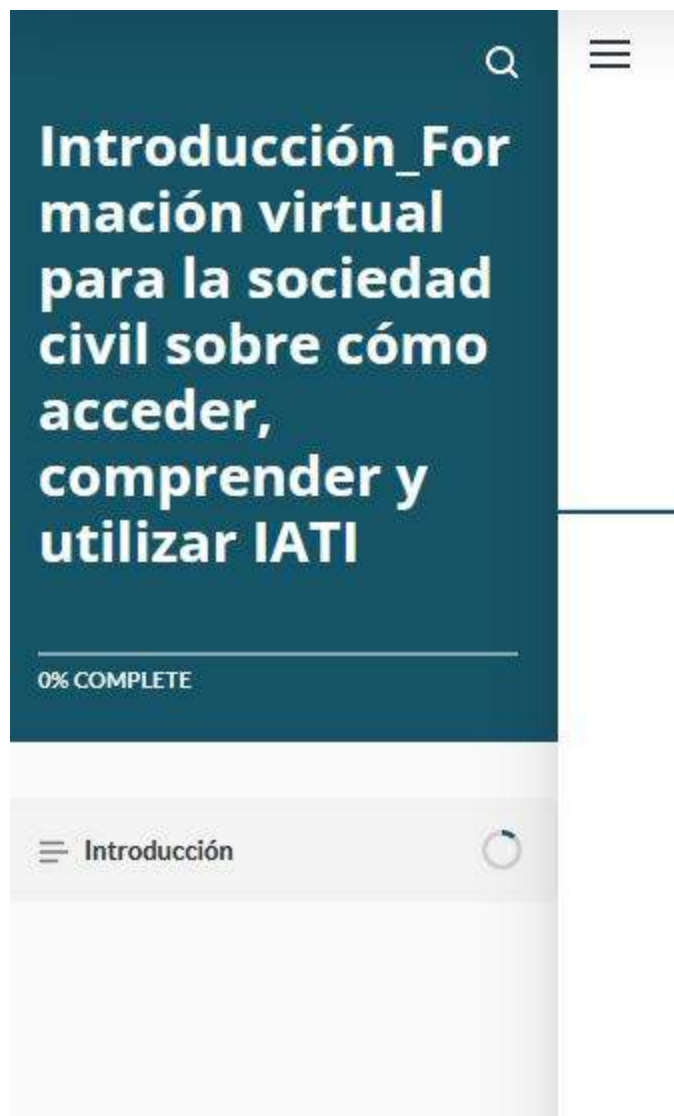 Introducción_For
mación virtual
para la sociedad
civil sobre cómo
acceder,
comprender y
utilizar IATI
0% COMPLETE
Introducción